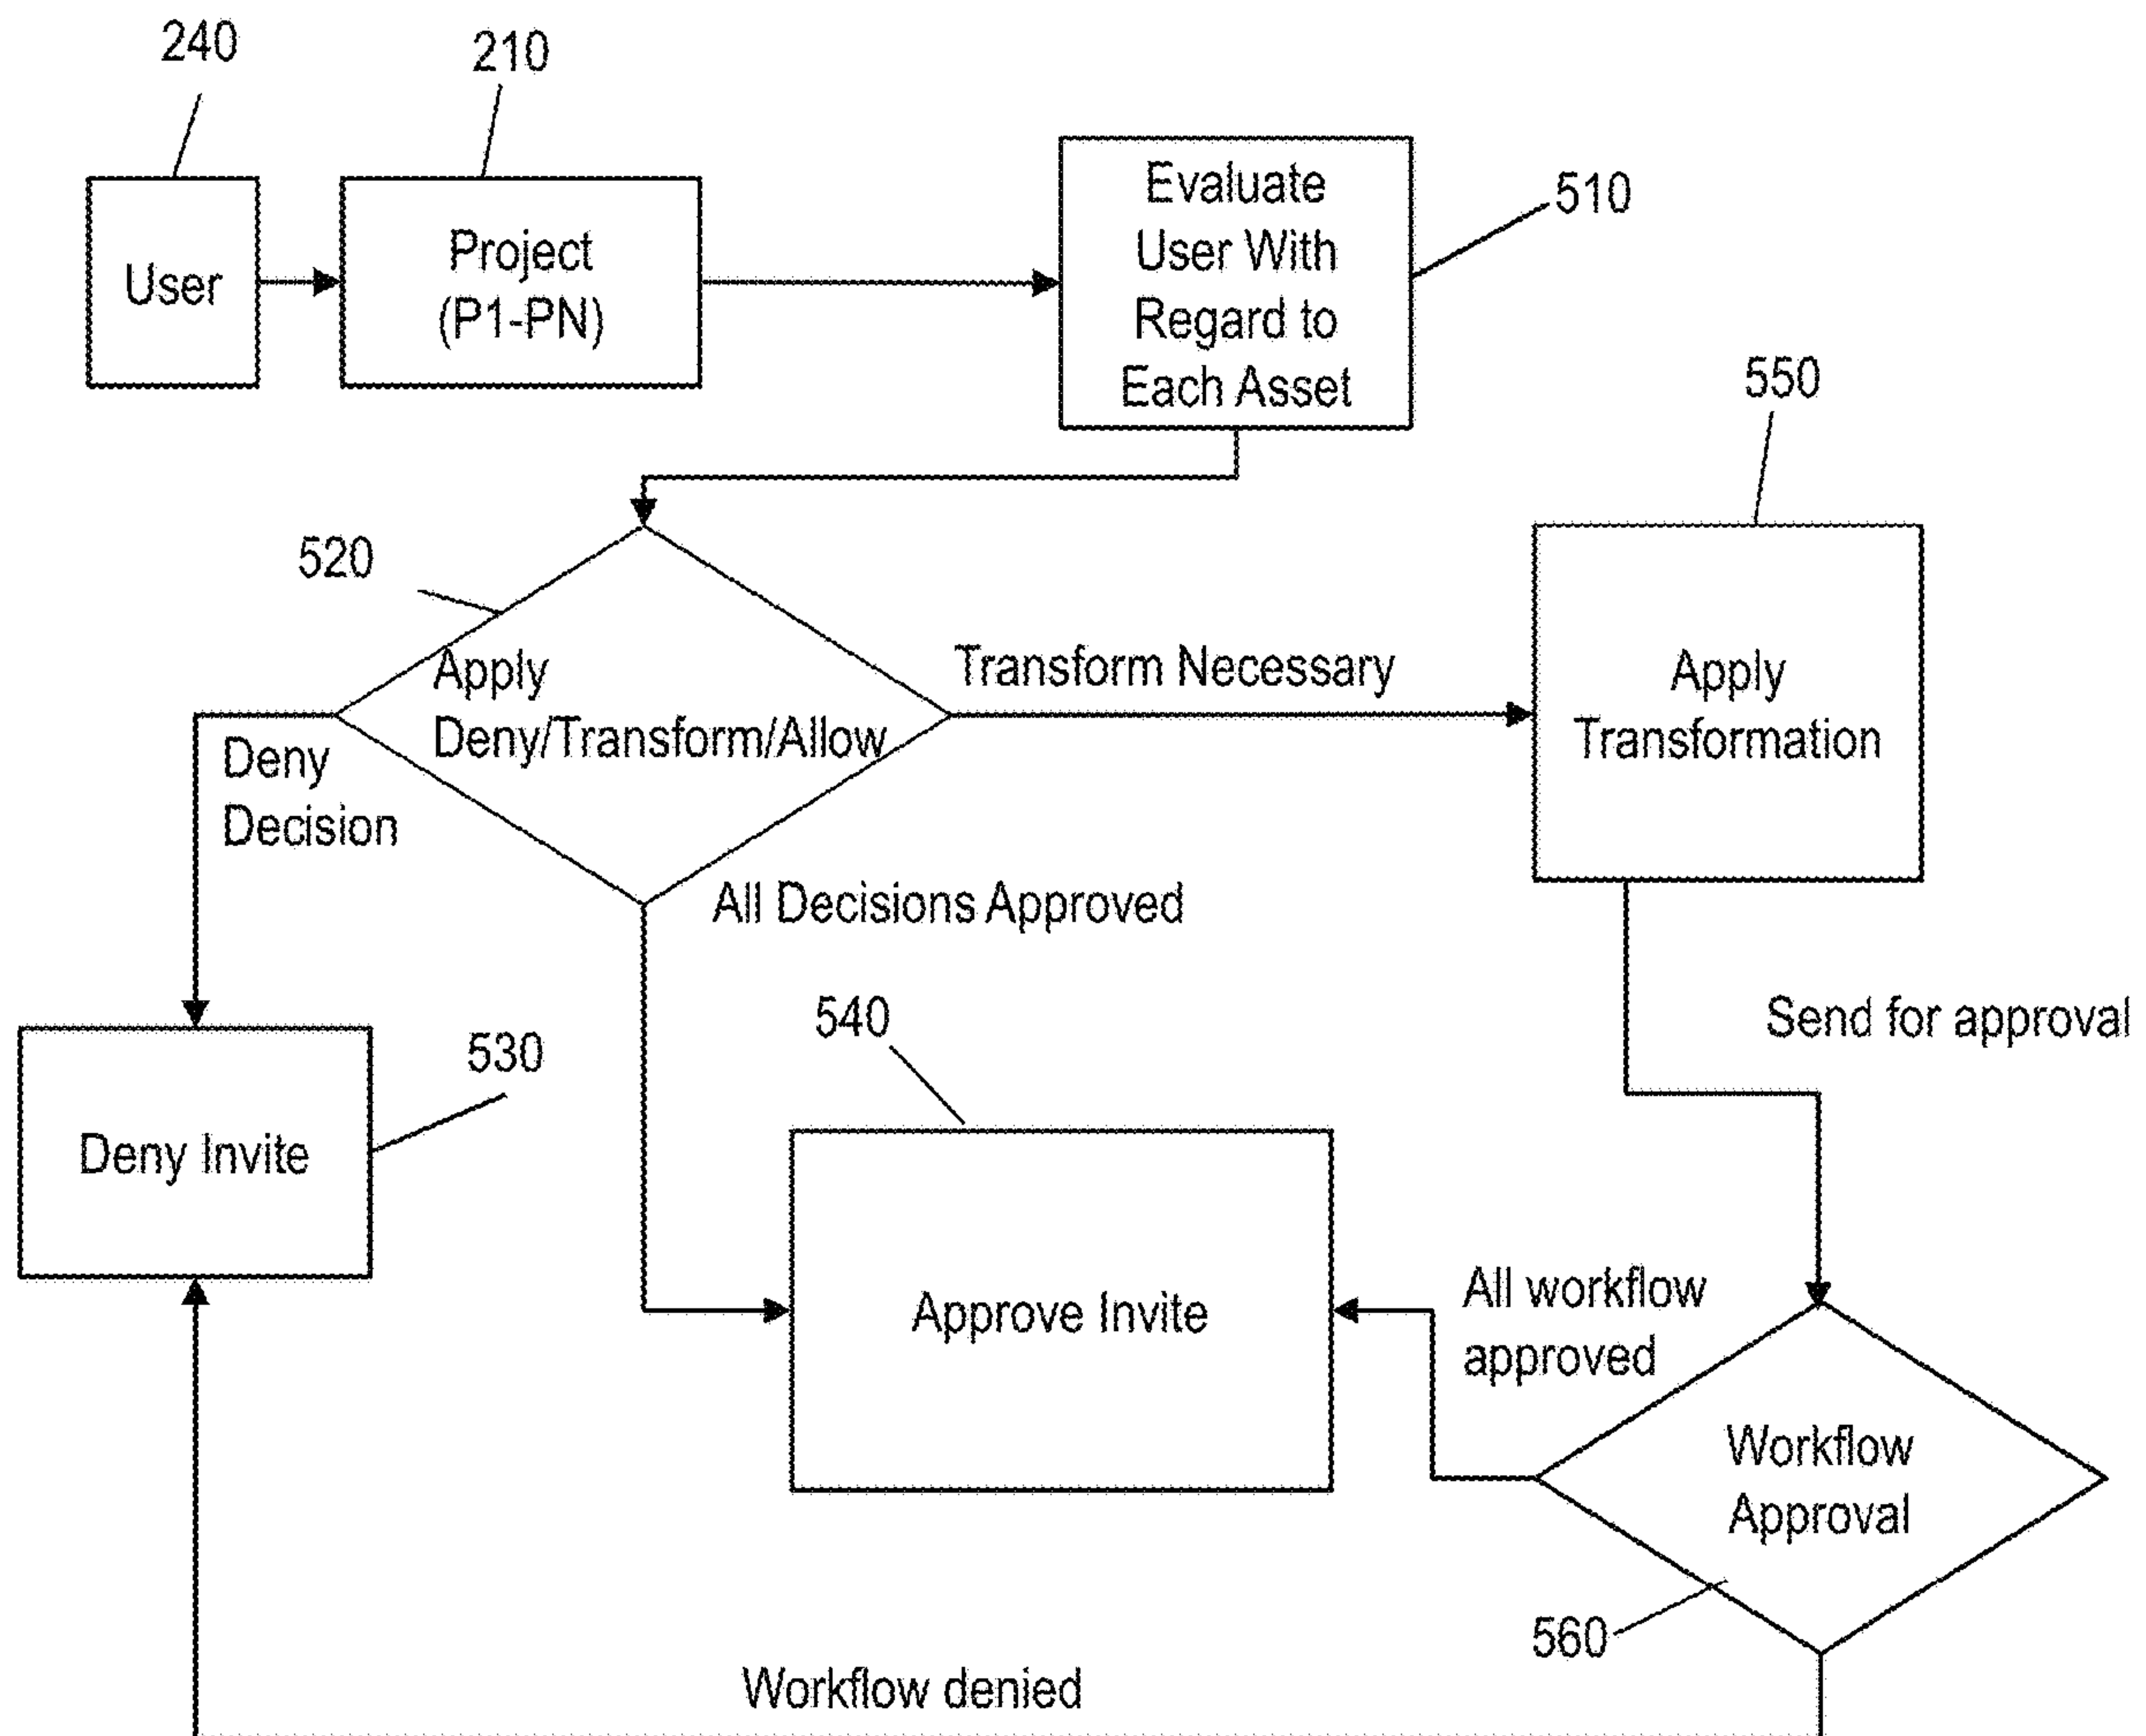 240
210
User
Project
(P1-PN)
Evaluate
User With
Regard to
Each Asset
510
550
520
Apply
Deny/Transform/Allow
Transform Necessary
Apply
Transformation
Deny
Decision
All Decisions Approved
Send for approval
540
530
Deny Invite
Approve Invite
All workflow
approved
Workflow
Approval
560
Workflow denied